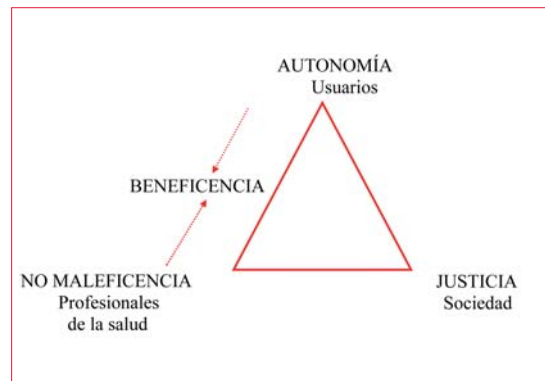 AUTONOMÍA
Usuarios
BENEFICENCIA
NO MALEFICENCIA
Profesionales
de la salud
JUSTICIA
Sociedad